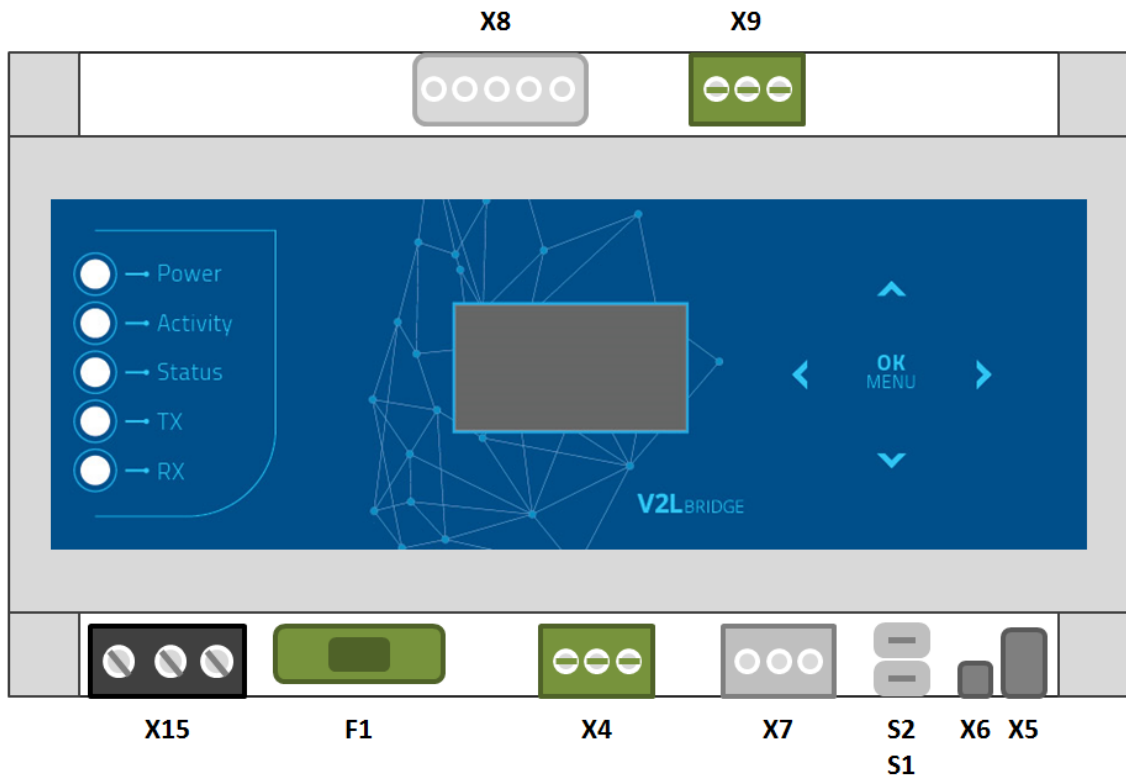 X8 X9
Power
Activity
Status
TX
RX
OK
MENU
V2L BRIDGE
X15 F1 X4 X7 S2 X6 X5
S1